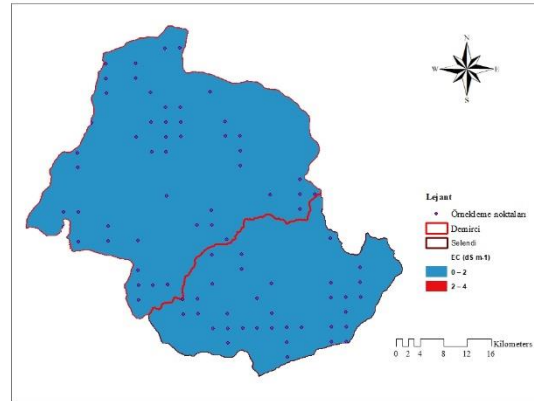 N
W E
S
Lejant
Örnekleme noktaları
Demirci
Selendi
EC (dS m-1)
0 – 2
2 – 4
Kilometers
0 2 4 8 12 16